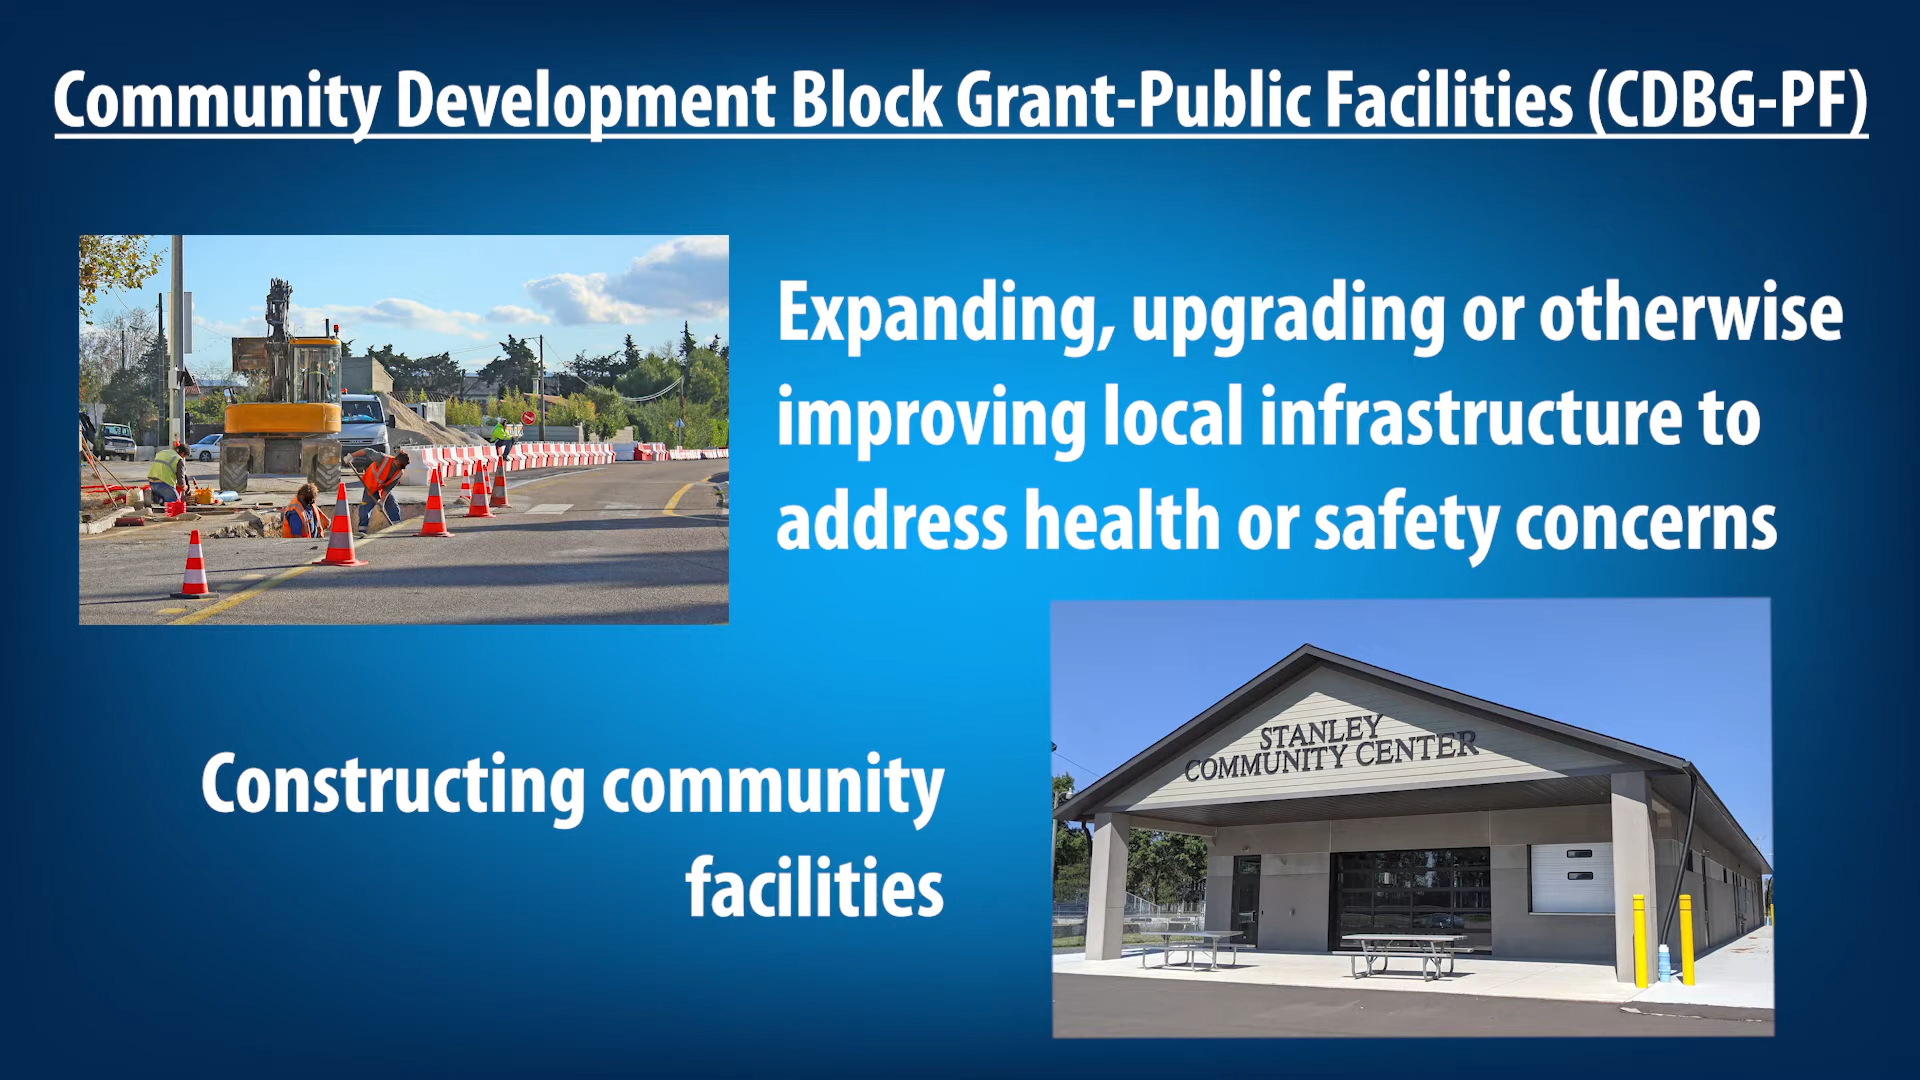 Community Development Block Grant-Public Facilities (CDBG-PF)
Expanding, upgrading or otherwise
improving local infrastructure to
address health or safety concerns
STANLEY
COMMUNITY CENTER
Constructing community
facilities